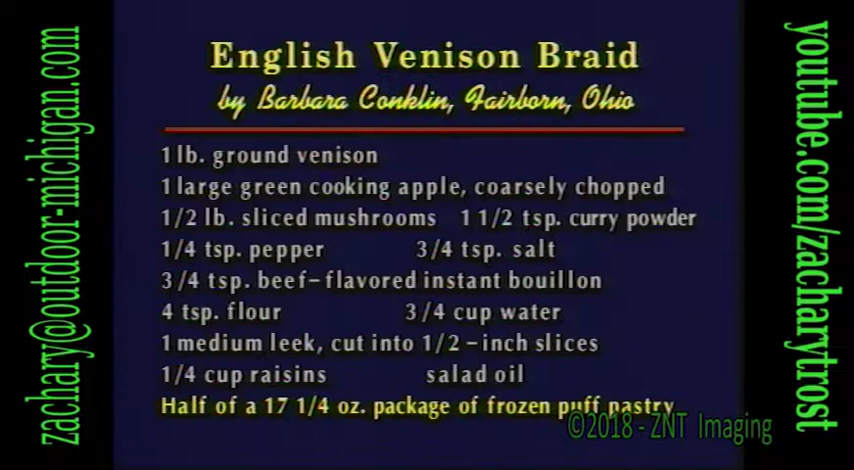 English Venison Braid
by Barbara Conklin, Fairborn, Ohio
1 lb. ground venison
1 large green cooking apple, coarsely chopped
1/2 lb. sliced mushrooms 1 1/2 tsp. curry powder
1/4 tsp. pepper 3/4 tsp. salt
3/4 tsp. beef-flavored instant bouillon
4 tsp. flour 3/4 cup water
1 medium leek, cut into 1/2-inch slices
1/4 cup raisins salad oil
Half of a 17 1/4 oz. package of frozen puff pastry
©2018 - ZNT Imaging
zachary@outdoor-michigan.com
youtube.com/zacharytrost